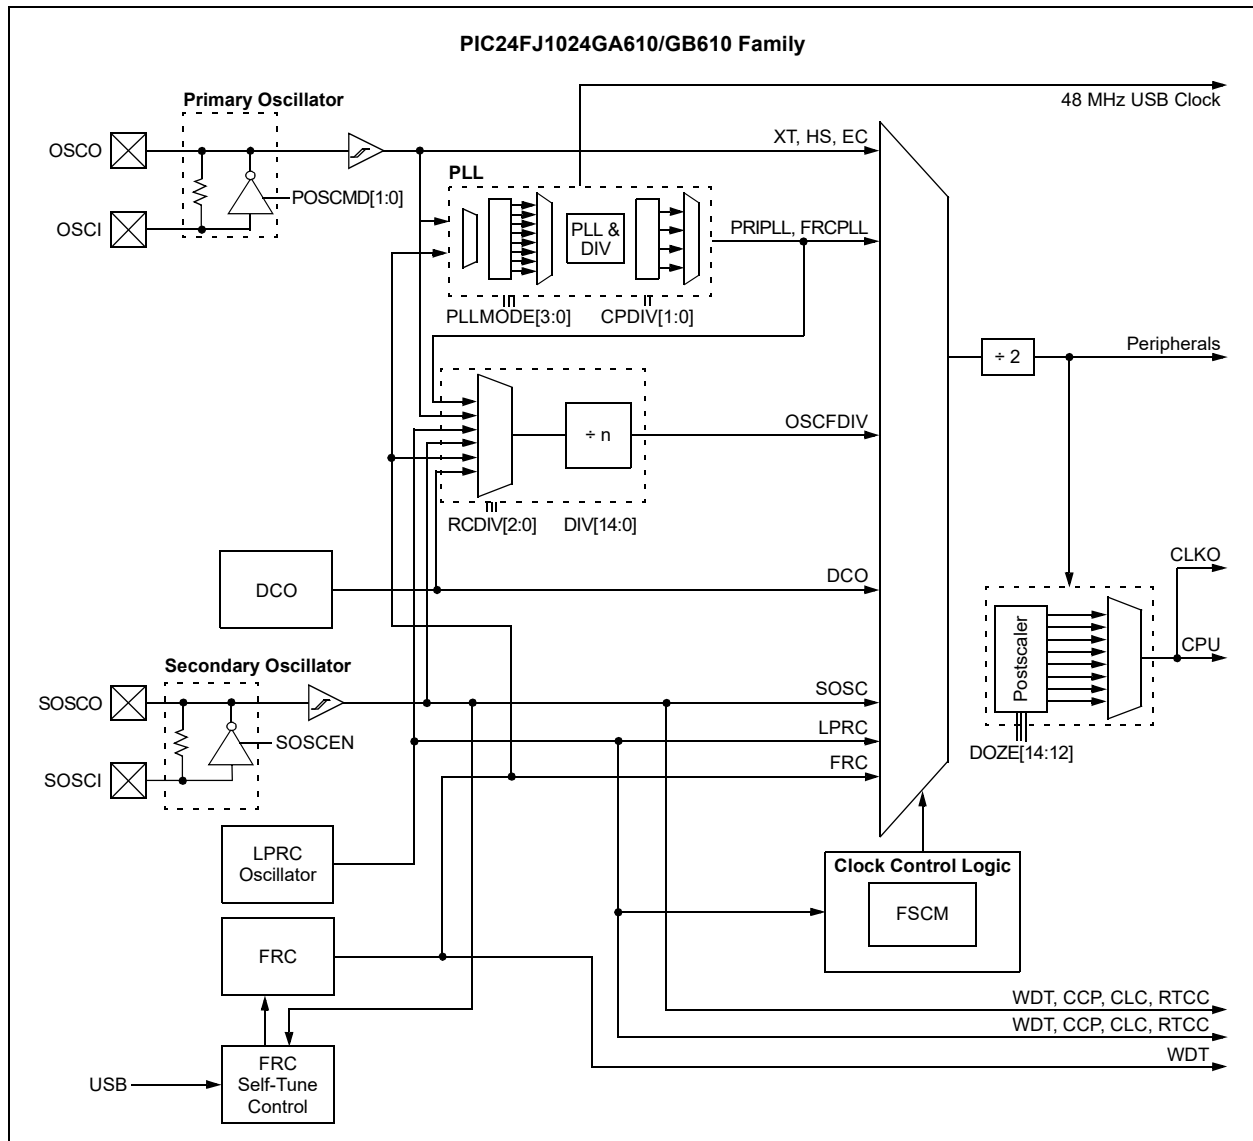 PIC24FJ1024GA610/GB610 Family
48 MHz USB Clock
Primary Oscillator
OSCO
XT, HS, EC
PLL
POSCMD[1:0]
OSCI
PLL &
DIV
PRIPLL, FRCPLL
PLLMODE[3:0]
CPDIV[1:0]
÷ 2
Peripherals
÷ n
OSCFDIV
RCDIV[2:0]
DIV[14:0]
DCO
DCO
CLKO
Postscaler
CPU
DOZE[14:12]
Secondary Oscillator
SOSCO
SOSC
SOSCEN
LPRC
SOSCI
FRC
LPRC
Oscillator
Clock Control Logic
FSCM
FRC
WDT, CCP, CLC, RTCC
WDT, CCP, CLC, RTCC
WDT
USB
FRC
Self-Tune
Control